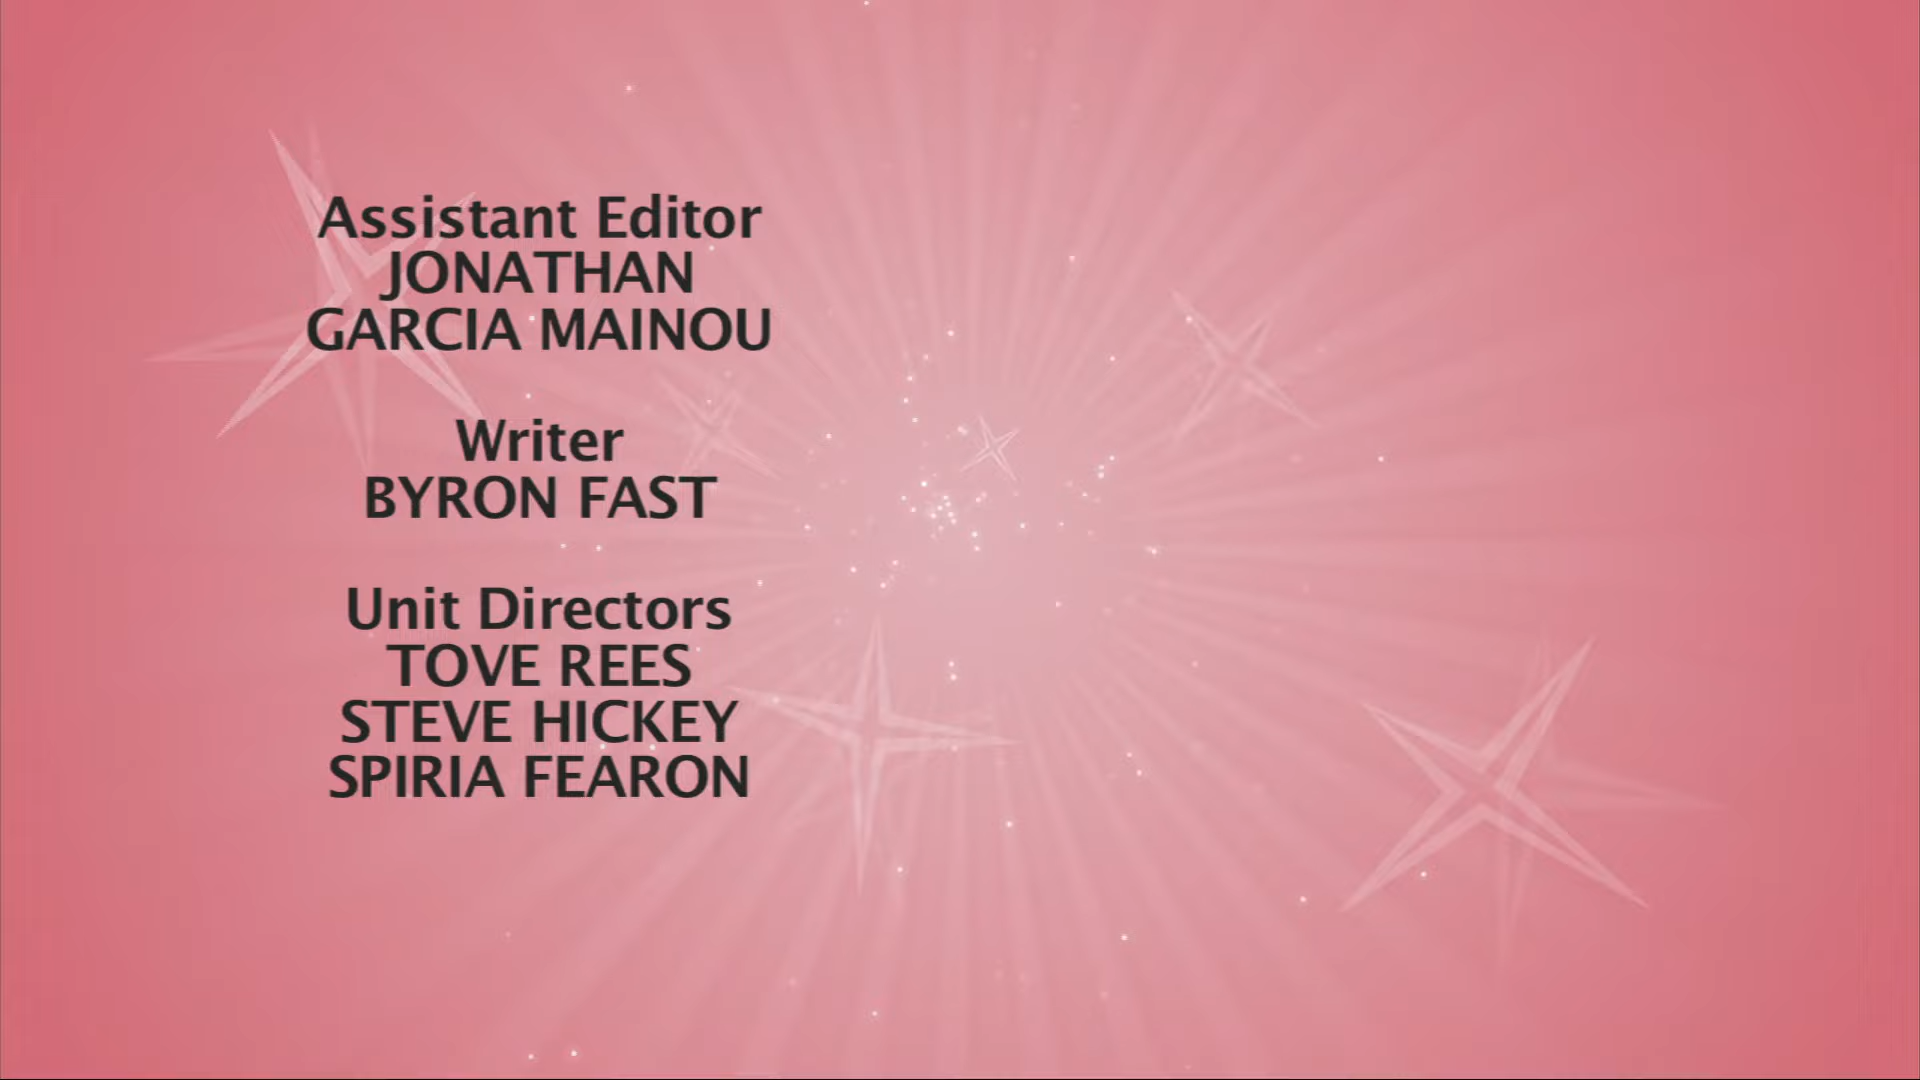 Assistant Editor
JONATHAN
GARCIA MAINOU
Writer
BYRON FAST
Unit Directors
TOVE REES
STEVE HICKEY
SPIRIA FEARON